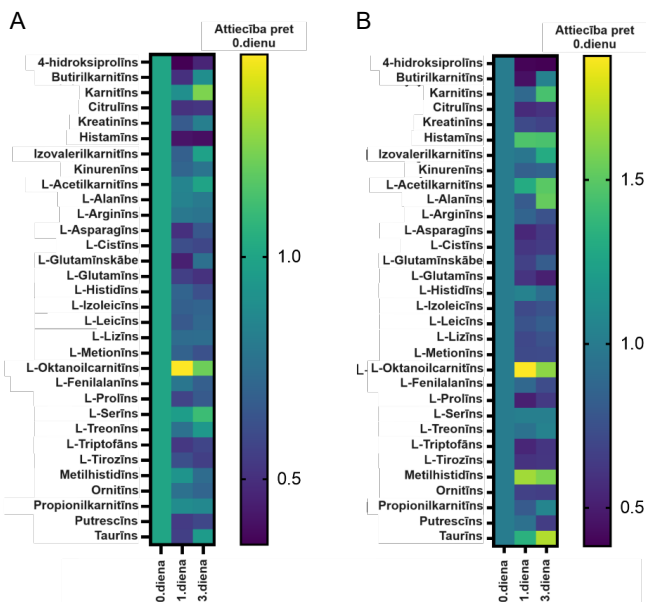 A
Attiecība pret
0.dienu
4-hidroksiprolīns
Butirilkarnitīns
Karnitīns
Citrulīns
Kreatinīns
Histamīns
Izovalerilkarnitīns
Kinurenīns
L-Acetilkarnitīns
L-Alanīns
L-Arginīns
L-Asparagīns
L-Cistīns
L-Glutamīnskābe
L-Glutamīns
L-Histidīns
L-Izoleicīns
L-Leicīns
L-Lizīns
L-Metionīns
L-Oktanoilcarnitīns
L-Fenilalanīns
L-Prolīns
L-Serīns
L-Treonīns
L-Triptofāns
L-Tirozīns
Metilhistidīns
Ornitīns
Propionilkarnitīns
Putrescīns
Taurīns
0.diena
1.diena
3.diena
1.0
0.5
B
Attiecība pret
0.dienu
4-hidroksiprolīns
Butirilkarnitīns
Karnitīns
Citrulīns
Kreatinīns
Histamīns
Izovalerilkarnitīns
Kinurenīns
L-Acetilkarnitīns
L-Alanīns
L-Arginīns
L-Asparagīns
L-Cistīns
L-Glutamīnskābe
L-Glutamīns
L-Histidīns
L-Izoleicīns
L-Leicīns
L-Lizīns
L-Metionīns
L- L-Oktanoilcarnitīns
L-Fenilalanīns
L-Prolīns
L-Serīns
L-Treonīns
L-Triptofāns
L-Tirozīns
Metilhistidīns
Ornitīns
Propionilkarnitīns
Putrescīns
Taurīns
0.diena
1.diena
3.diena
1.5
1.0
0.5